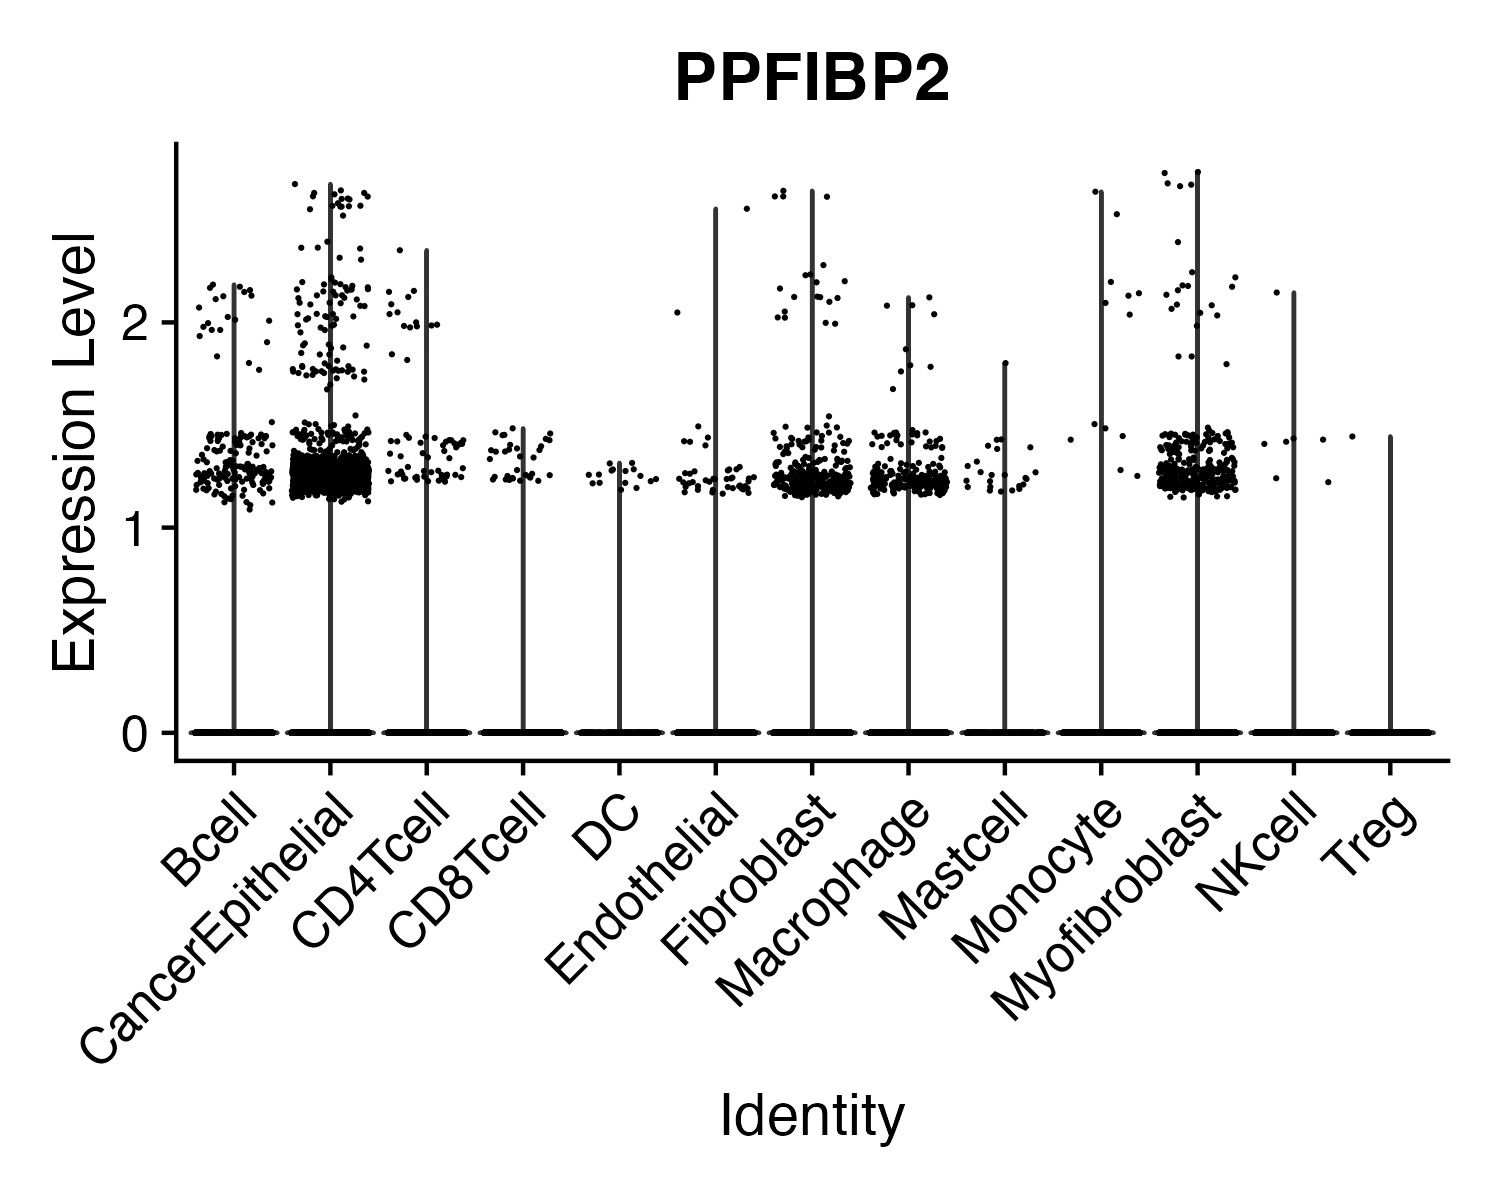 PPFIBP2
Expression Level
2
1
0
Bcell
CancerEpithelial
CD4Tcell
CD8Tcell
DC
Endothelial
Fibroblast
Macrophage
Mastcell
Monocyte
Myofibroblast
NKcell
Treg
Identity